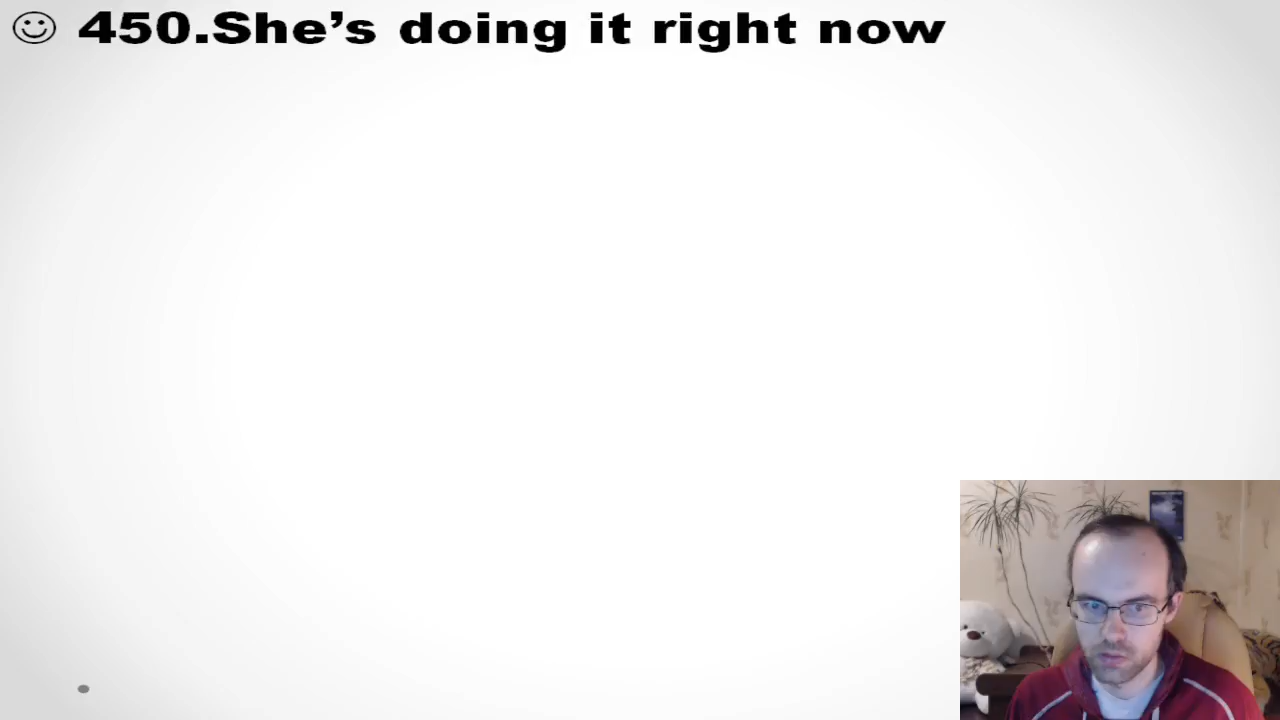 ☺ 450.She’s doing it right now